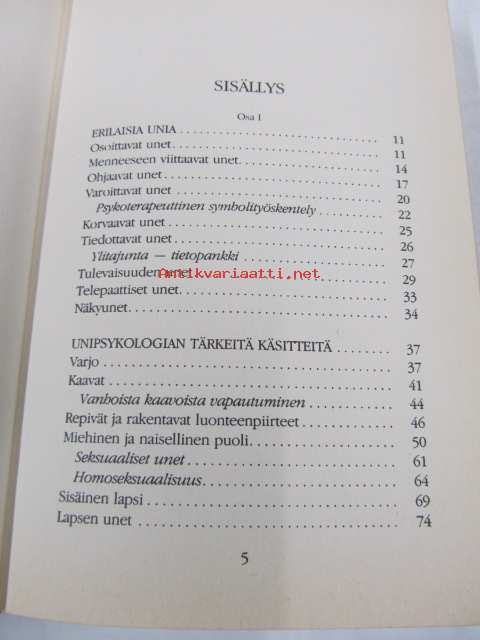 SISÄLLYS
Osa I
ERILAISIA UNIA . . . . . . . . . . . . . . . . . . . . . . . . . . . . . 11
Osoittavat unet. . . . . . . . . . . . . . . . . . . . . . . . . . . . . . 11
Menneeseen viittaavat unet. . . . . . . . . . . . . . . . . . . . 14
Ohjaavat unet . . . . . . . . . . . . . . . . . . . . . . . . . . . . . . 17
Varoittavat unet . . . . . . . . . . . . . . . . . . . . . . . . . . . . 20
Psykoterapeuttinen symbolityöskentely . . . . . . . . . 22
Korvaavat unet . . . . . . . . . . . . . . . . . . . . . . . . . . . . . 25
Tiedottavat unet . . . . . . . . . . . . . . . . . . . . . . . . . . . . 26
Ylitajunta — tietopankki . . . . . . . . . . . . . . . . . . . . 27
Tulevaisuuden unet . . . . . . . . . . . . . . . . . . . . . . . . . 29
Antikvariaatti.net
Telepaattiset unet. . . . . . . . . . . . . . . . . . . . . . . . . . . 33
Näkyunet . . . . . . . . . . . . . . . . . . . . . . . . . . . . . . . . . 34
UNIPSYKOLOGIAN TÄRKEITÄ KÄSITTEITÄ . . . . . . . 37
Varjo . . . . . . . . . . . . . . . . . . . . . . . . . . . . . . . . . . . . 37
Kaavat . . . . . . . . . . . . . . . . . . . . . . . . . . . . . . . . . . . 41
Vanhoista kaavoista vapautuminen . . . . . . . . . . . . 44
Repivät ja rakentavat luonteenpiirteet . . . . . . . . . . . . 46
Miehinen ja naisellinen puoli. . . . . . . . . . . . . . . . . . . 50
Seksuaaliset unet . . . . . . . . . . . . . . . . . . . . . . . . . 61
Homoseksuaalisuus. . . . . . . . . . . . . . . . . . . . . . . . 64
Sisäinen lapsi . . . . . . . . . . . . . . . . . . . . . . . . . . . . . . 69
Lapsen unet . . . . . . . . . . . . . . . . . . . . . . . . . . . . . . . 74
5